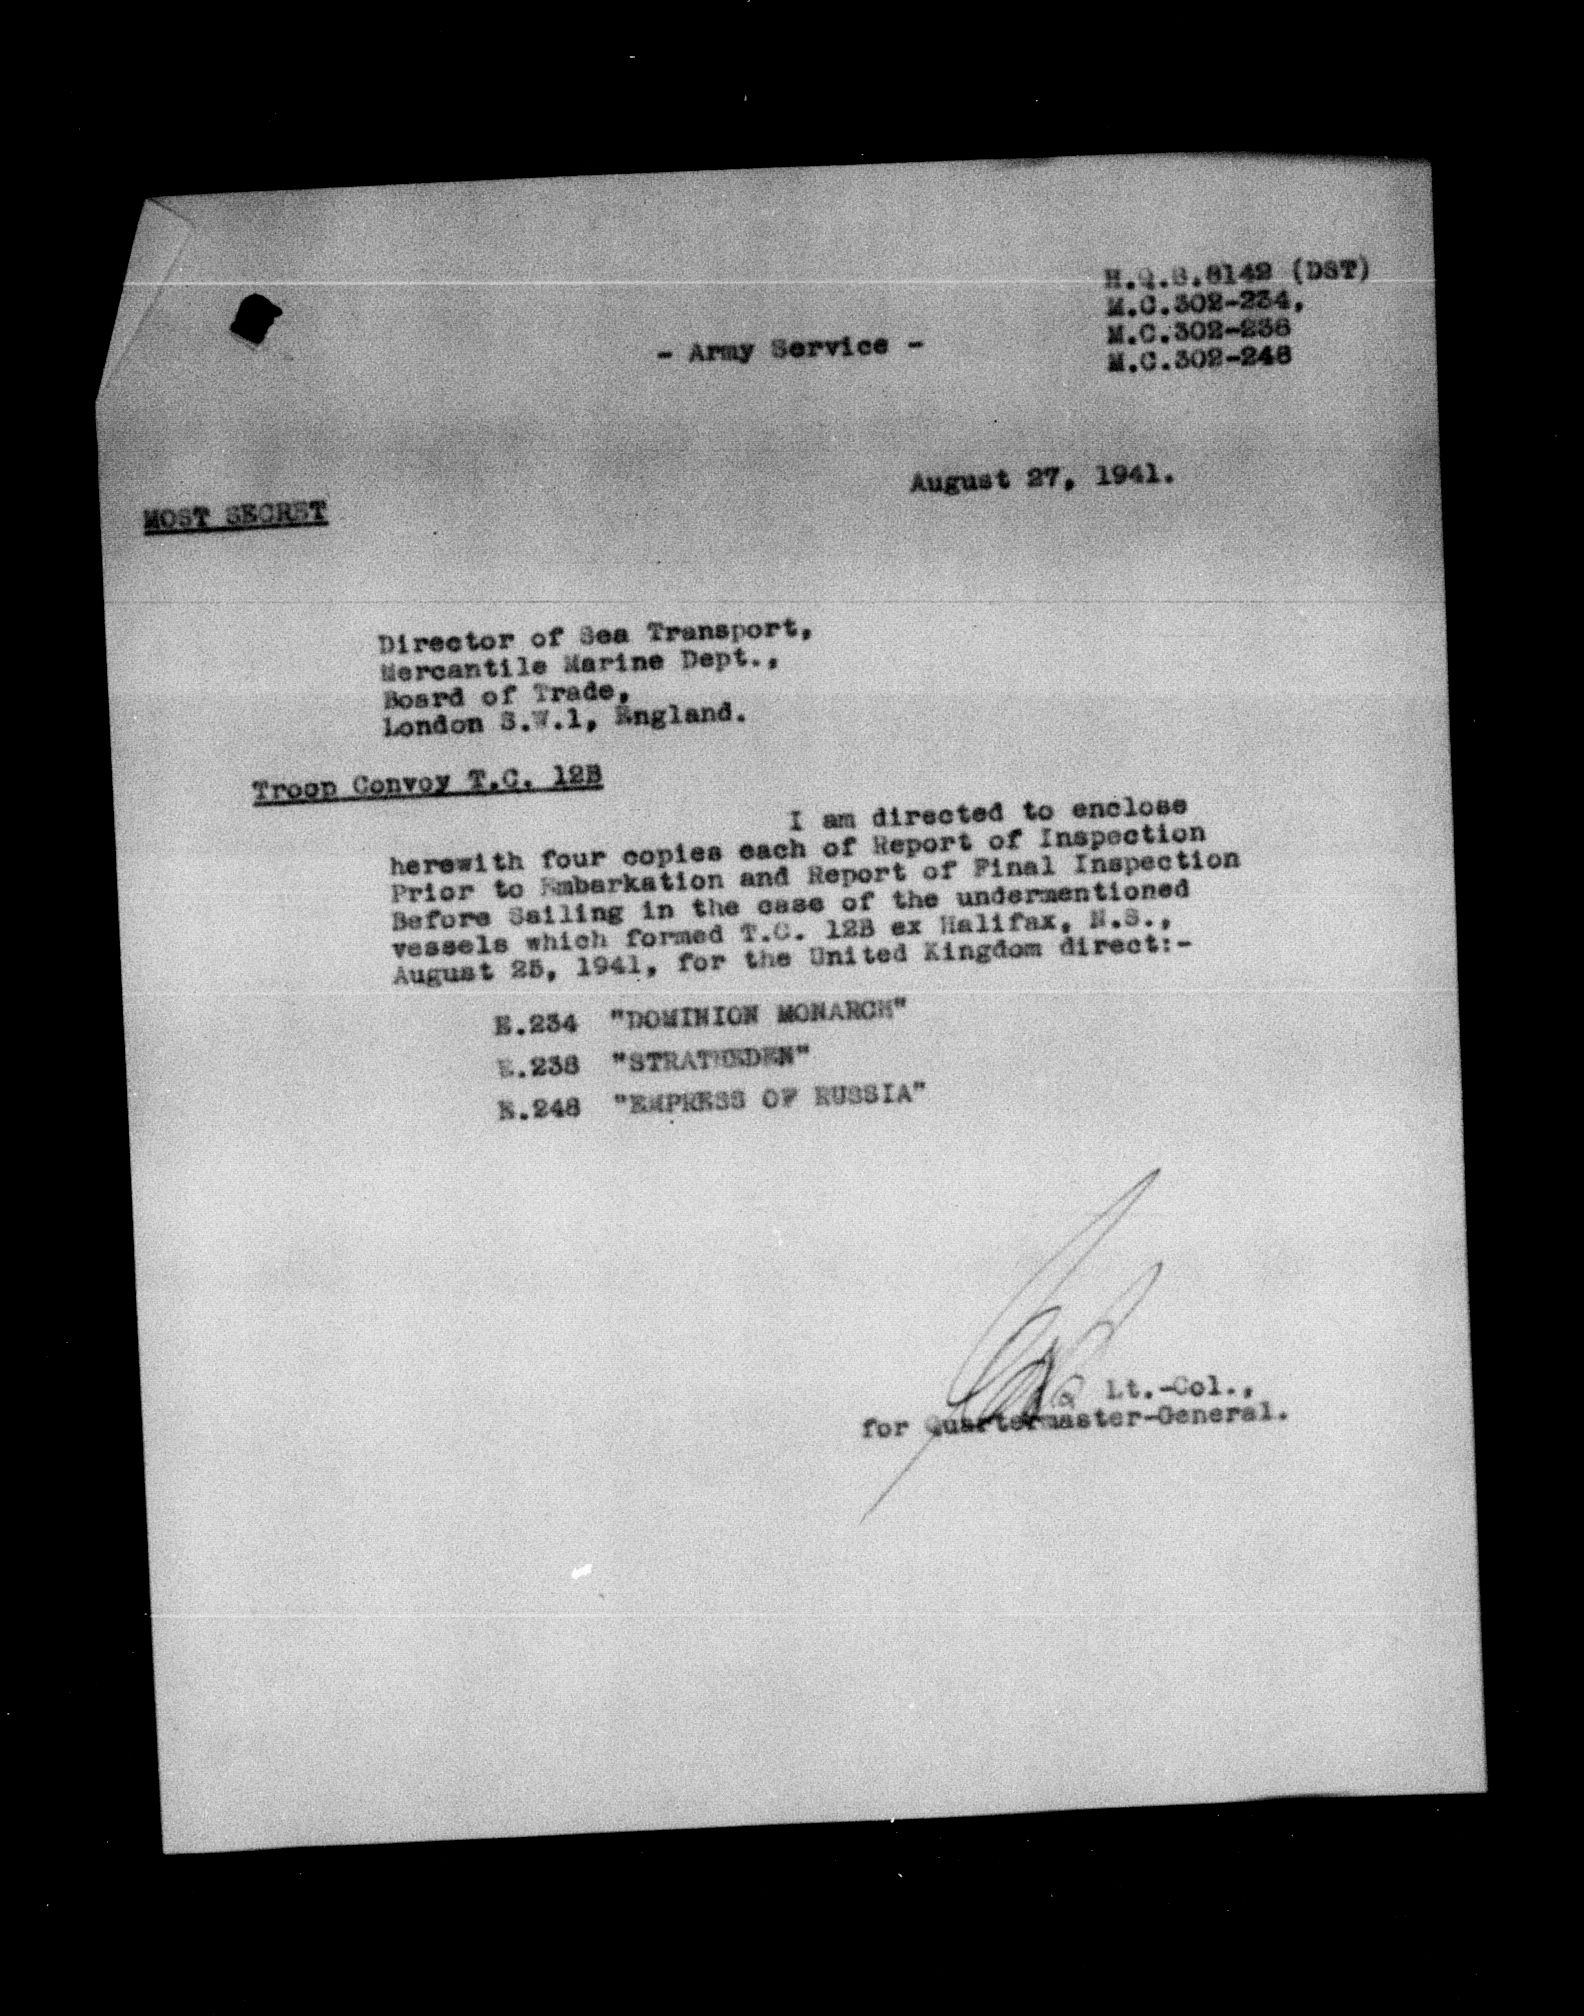 H.Q.S.8142 (DST)
M.C.302-234,
M.C.302-238
- Army Service -
M.C.302-248
August 27, 1941.
MOST SECRET
Director of Sea Transport,
Mercantile Marine Dept.,
Board of Trade,
London S.W.1, England.
Troop Convoy T.C. 12B
I am directed to enclose
herewith four copies each of Report of Inspection
Prior to Embarkation and Report of Final Inspection
Before Sailing in the case of the undermentioned
vessels which formed T.C. 12B ex Halifax, N.S.,
August 25, 1941, for the United Kingdom direct:-
E.234 "DOMINION MONARCH"
E.238 "STRATHEDEN"
E.248 "EMPRESS OF RUSSIA"
Lt.-Col.,
for Quartermaster-General.